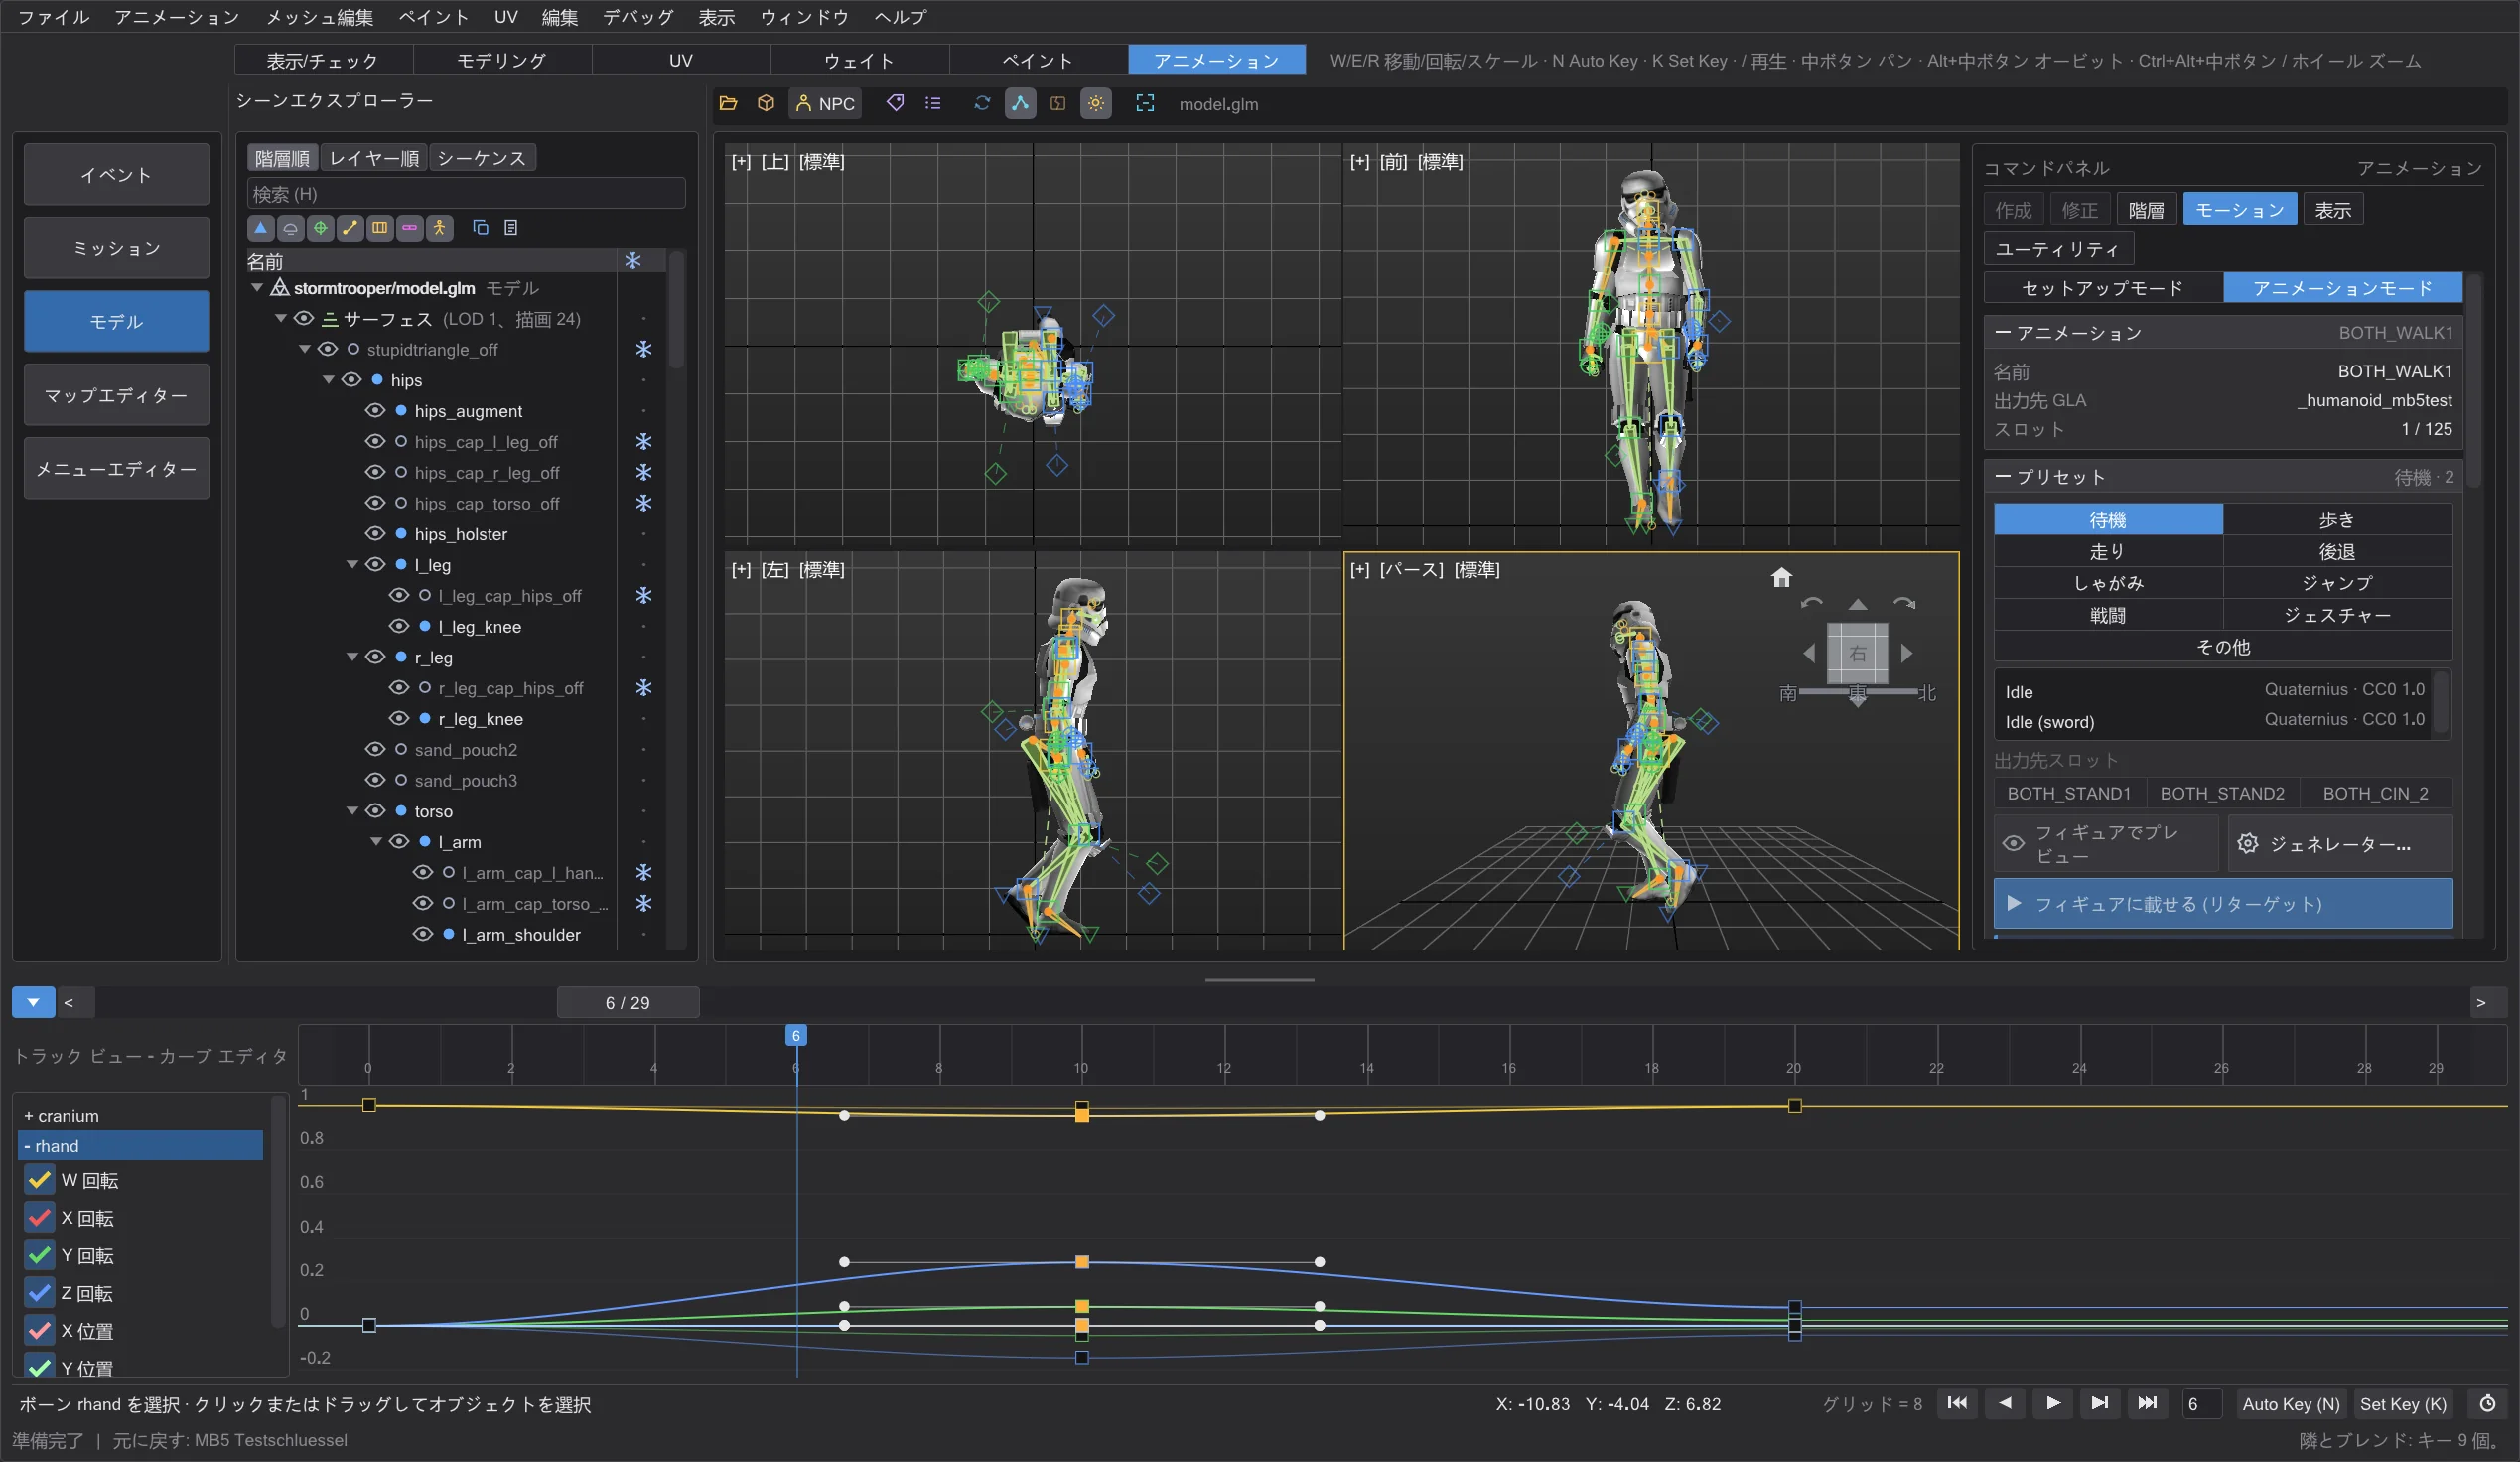 ファイル アニメーション メッシュ編集 ペイント UV 編集 デバッグ 表示 ウィンドウ ヘルプ
表示/チェック モデリング UV ウェイト ペイント アニメーション W/E/R 移動/回転/スケール · N Auto Key · K Set Key · / 再生 · 中ボタン パン · Alt+中ボタン オービット · Ctrl+Alt+中ボタン / ホイール ズーム
シーンエクスプローラー
NPC model.glm
イベント
ミッション
モデル
マップエディター
メニューエディター
階層順 レイヤー順 シーケンス
検索 (H)
名前
stormtrooper/model.glm モデル
サーフェス (LOD 1、描画 24)
stupidtriangle_off
hips
hips_augment
hips_cap_l_leg_off
hips_cap_r_leg_off
hips_cap_torso_off
hips_holster
l_leg
l_leg_cap_hips_off
l_leg_knee
r_leg
r_leg_cap_hips_off
r_leg_knee
sand_pouch2
sand_pouch3
torso
l_arm
l_arm_cap_l_han...
l_arm_cap_torso_...
l_arm_shoulder
[+] [上] [標準]
[+] [前] [標準]
[+] [左] [標準]
[+] [パース] [標準]
右
南 東 北
コマンドパネル アニメーション
作成 修正 階層 モーション 表示
ユーティリティ
セットアップモード アニメーションモード
アニメーション BOTH_WALK1
名前 BOTH_WALK1
出力先 GLA _humanoid_mb5test
スロット 1 / 125
プリセット 待機 · 2
待機 歩き
走り 後退
しゃがみ ジャンプ
戦闘 ジェスチャー
その他
Idle Quaternius · CC0 1.0
Idle (sword) Quaternius · CC0 1.0
出力先スロット
BOTH_STAND1 BOTH_STAND2 BOTH_CIN_2
フィギュアでプレ
ビュー
ジェネレーター...
フィギュアに載せる (リターゲット)
< 6 / 29 >
6
トラック ビュー - カーブ エディタ
0 2 4 6 8 10 12 14 16 18 20 22 24 26 28 29
+ cranium
- rhand
W 回転
X 回転
Y 回転
Z 回転
X 位置
Y 位置
1
0.8
0.6
0.4
0.2
0
-0.2
ボーン rhand を選択 · クリックまたはドラッグしてオブジェクトを選択 X: -10.83 Y: -4.04 Z: 6.82 グリッド = 8 6 Auto Key (N) Set Key (K)
準備完了 | 元に戻す: MB5 Testschluessel 隣とブレンド: キー 9 個。